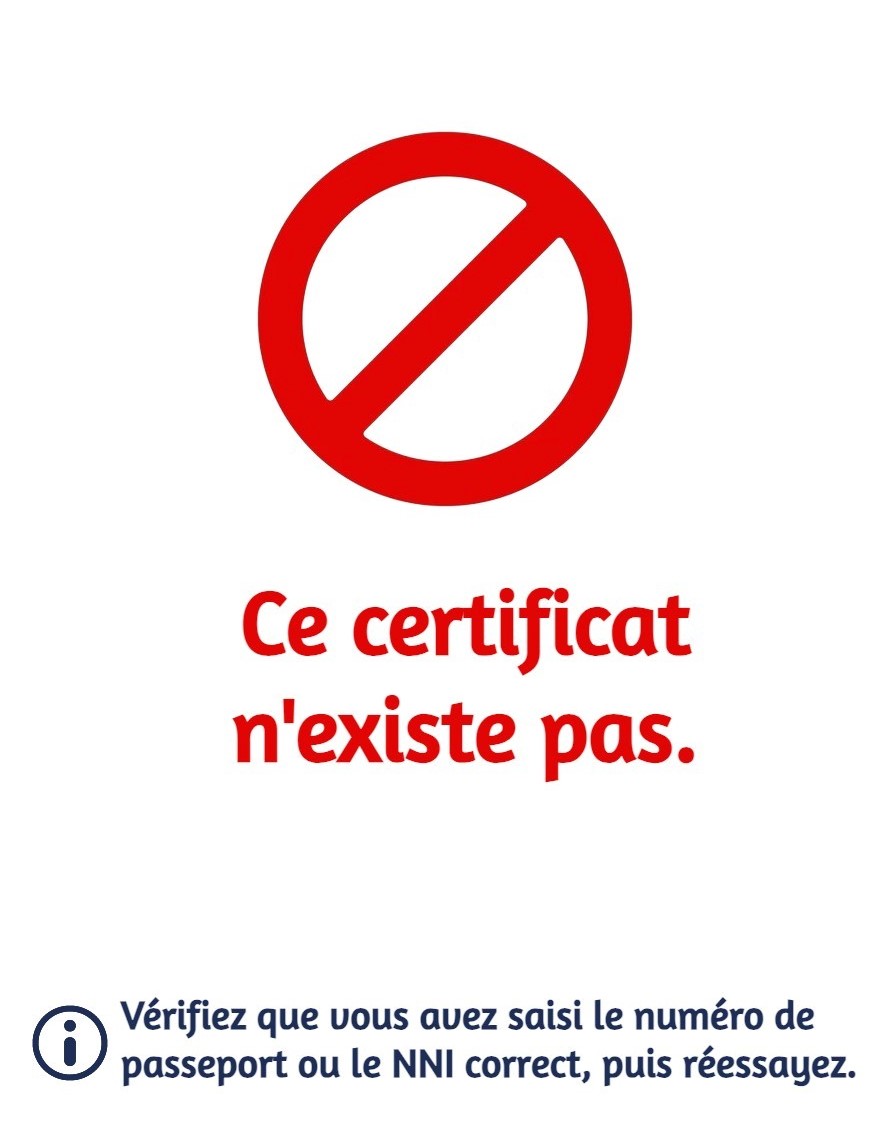 Ce certificat
n'existe pas.
Vérifiez que vous avez saisi le numéro de
passeport ou le NNI correct, puis réessayez.